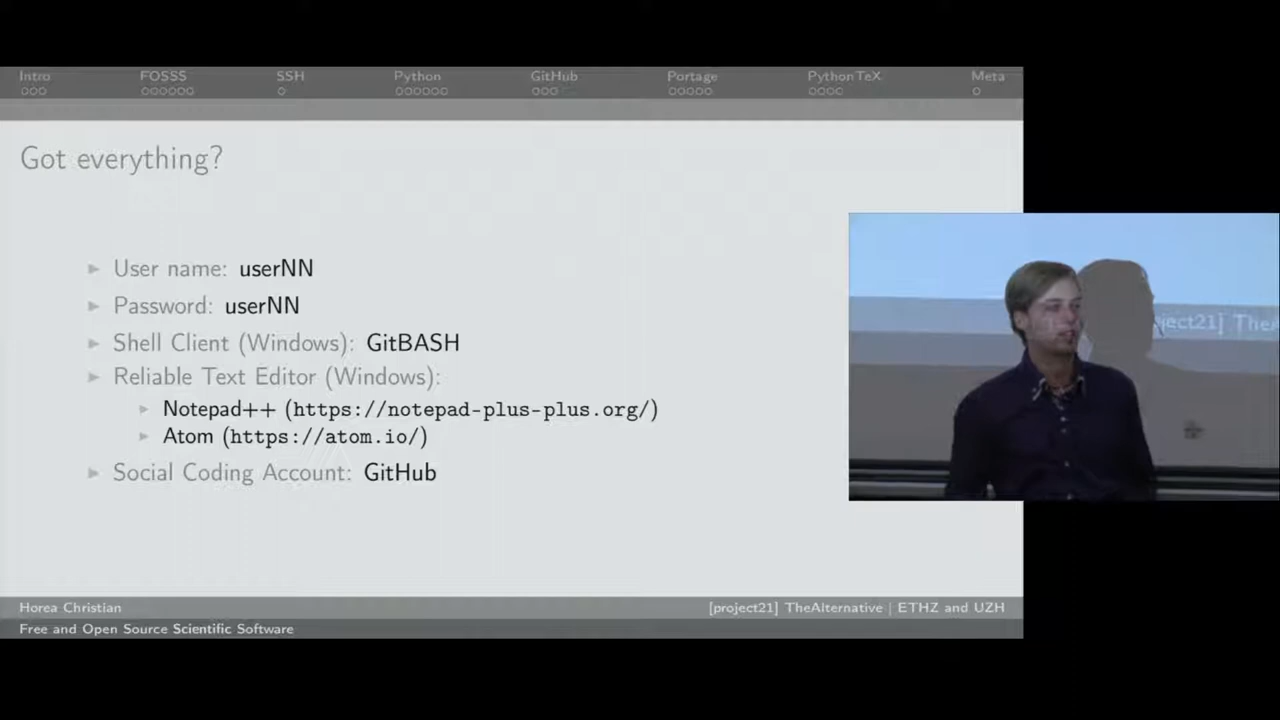 Intro FOSSS SSH Python GitHub Portage PythonTeX Meta
Got everything?
User name: userNN
Password: userNN
Shell Client (Windows): GitBASH
Reliable Text Editor (Windows):
Notepad++ (https://notepad-plus-plus.org/)
Atom (https://atom.io/)
Social Coding Account: GitHub
oject21] TheA
Horea Christian [project21] TheAlternative | ETHZ and UZH
Free and Open Source Scientific Software